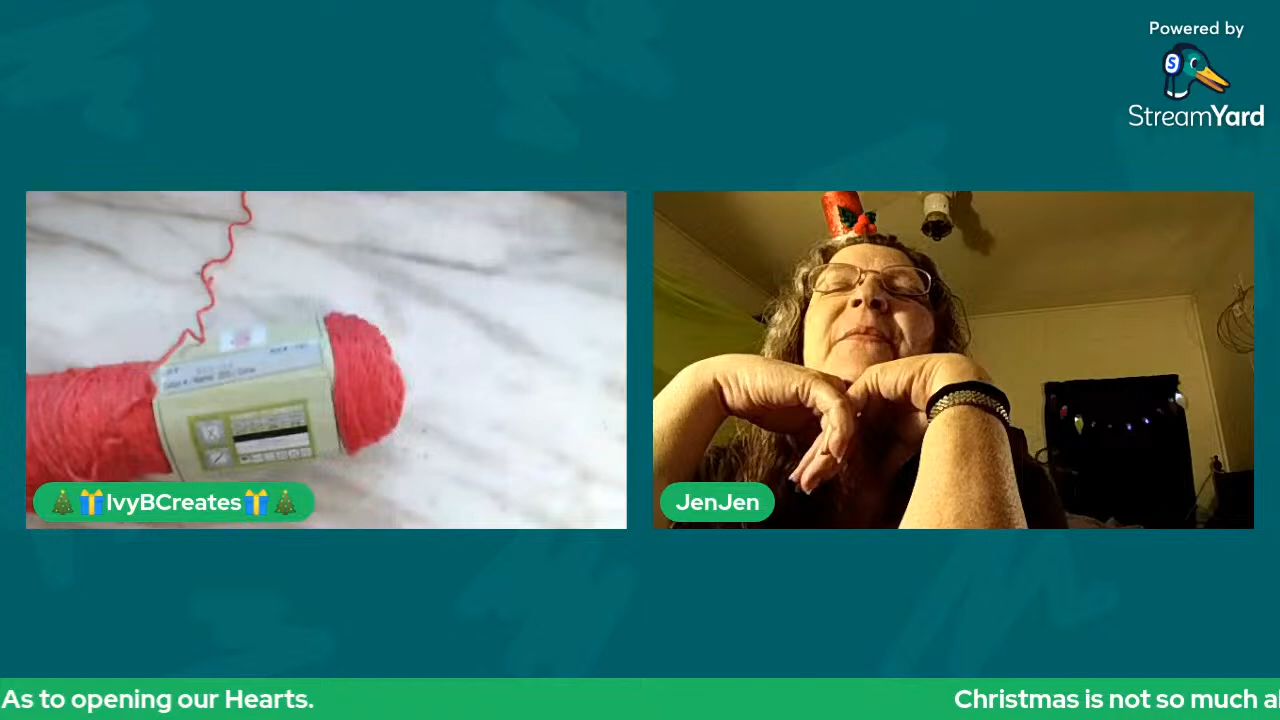 Powered by
S
StreamYard
🎄🎁IvyBCreates🎁🎄
JenJen
As to opening our Hearts.
Christmas is not so much a